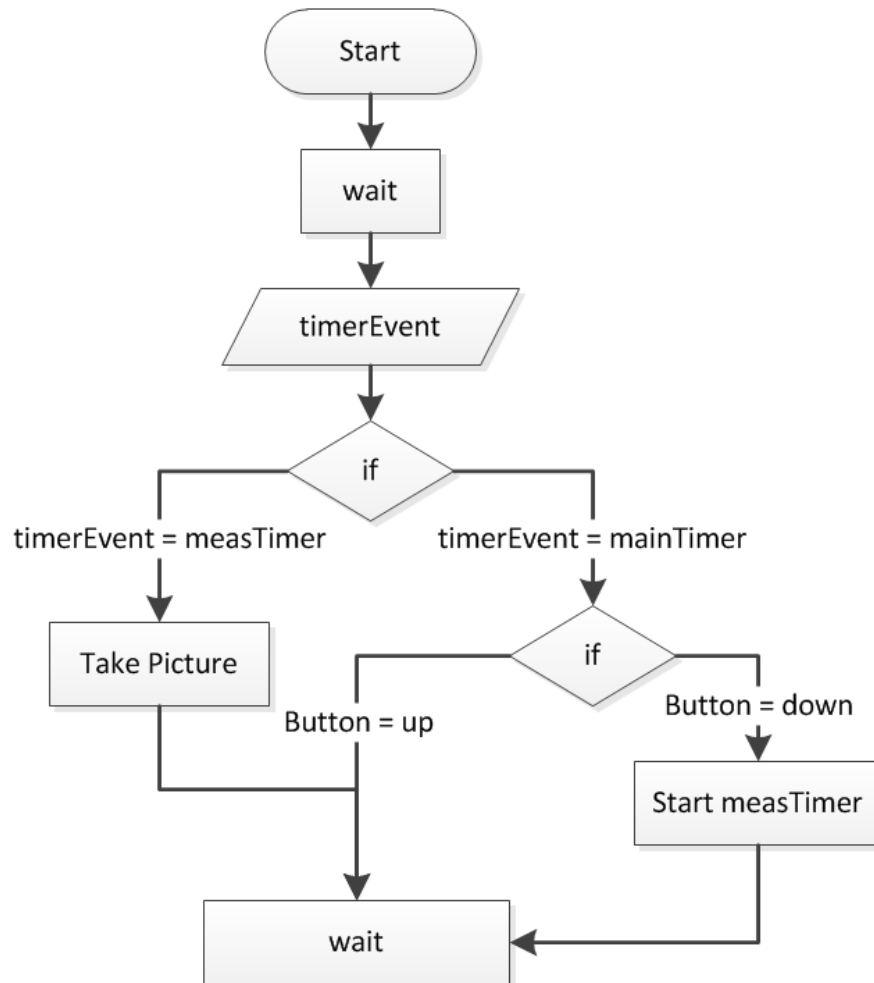 Start
wait
timerEvent
if
timerEvent = measTimer
timerEvent = mainTimer
Take Picture
if
Button = up
Button = down
Start measTimer
wait